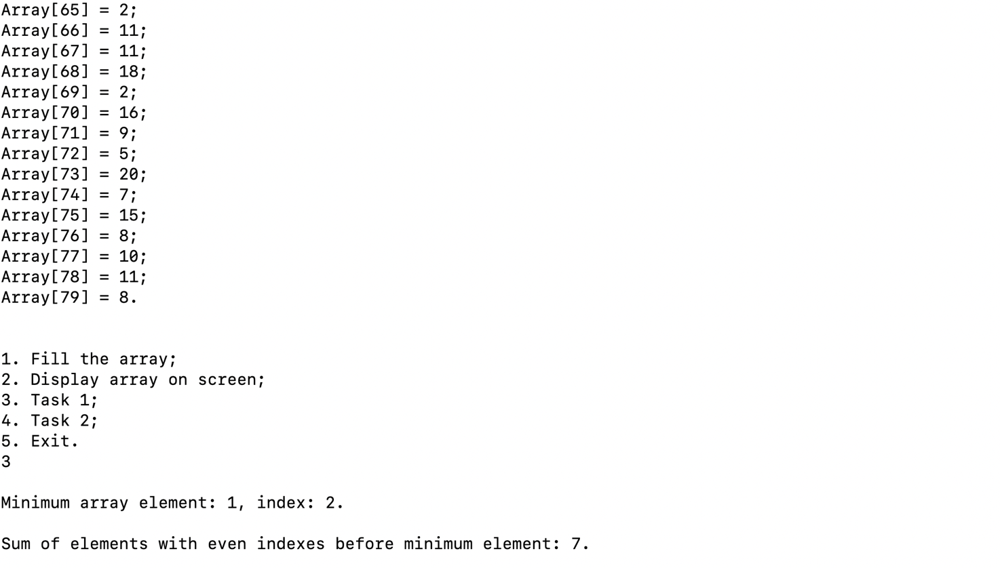 Array[65] = 2;
Array[66] = 11;
Array[67] = 11;
Array[68] = 18;
Array[69] = 2;
Array[70] = 16;
Array[71] = 9;
Array[72] = 5;
Array[73] = 20;
Array[74] = 7;
Array[75] = 15;
Array[76] = 8;
Array[77] = 10;
Array[78] = 11;
Array[79] = 8.
1. Fill the array;
2. Display array on screen;
3. Task 1;
4. Task 2;
5. Exit.
3
Minimum array element: 1, index: 2.
Sum of elements with even indexes before minimum element: 7.